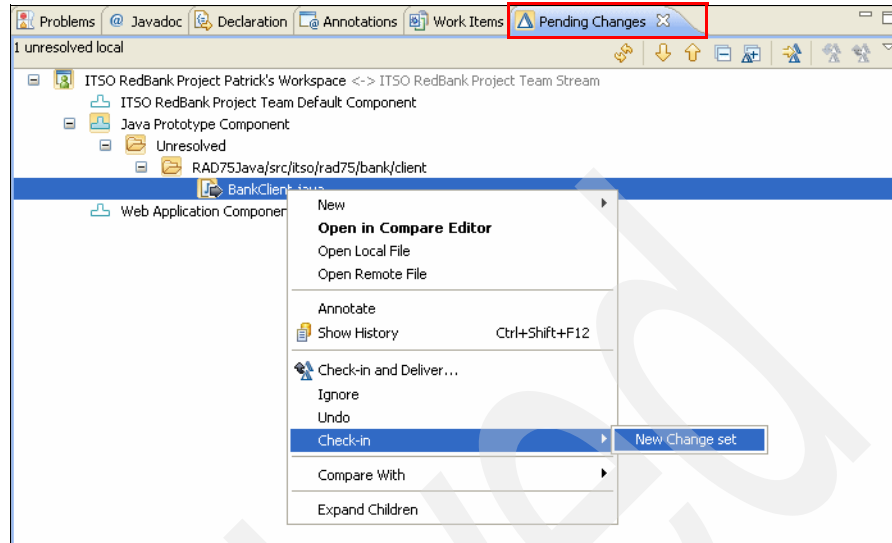 Problems @ Javadoc Declaration Annotations Work Items Pending Changes
1 unresolved local
ITSO RedBank Project Patrick's Workspace <-> ITSO RedBank Project Team Stream
ITSO RedBank Project Team Default Component
Java Prototype Component
Unresolved
RAD75Java/src/itso/rad75/bank/client
BankClient.java
Web Application Componen
New
Open in Compare Editor
Open Local File
Open Remote File
Annotate
Show History Ctrl+Shift+F12
Check-in and Deliver...
Ignore
Undo
Check-in
New Change set
Compare With
Expand Children